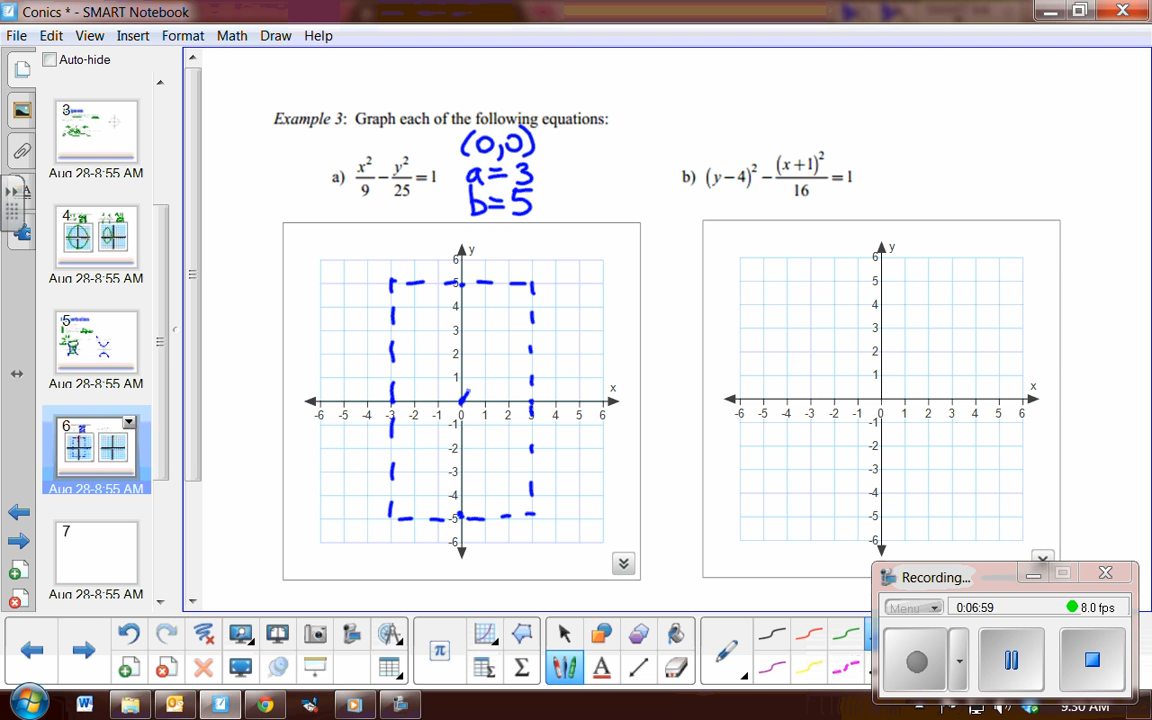 Conics * - SMART Notebook
File Edit View Insert Format Math Draw Help
Auto-hide
3
Aug 28-8:55 AM
4
Aug 28-8:55 AM
5
Aug 28-8:55 AM
6
Aug 28-8:55 AM
7
Aug 28-8:55 AM
Example 3: Graph each of the following equations:
(0,0)
a) x²/9 − y²/25 = 1
a = 3
b = 5
b) (y − 4)² − (x + 1)²/16 = 1
y
6
5
4
3
2
1
x
-6 -5 -4 -3 -2 -1 0 1 2 3 4 5 6
-1
-2
-3
-4
-5
-6
y
6
5
4
3
2
1
x
-6 -5 -4 -3 -2 -1 0 1 2 3 4 5 6
-1
-2
-3
-4
-5
-6
Recording...
Menu 0:06:59 8.0 fps
π Σ A
9:30 AM